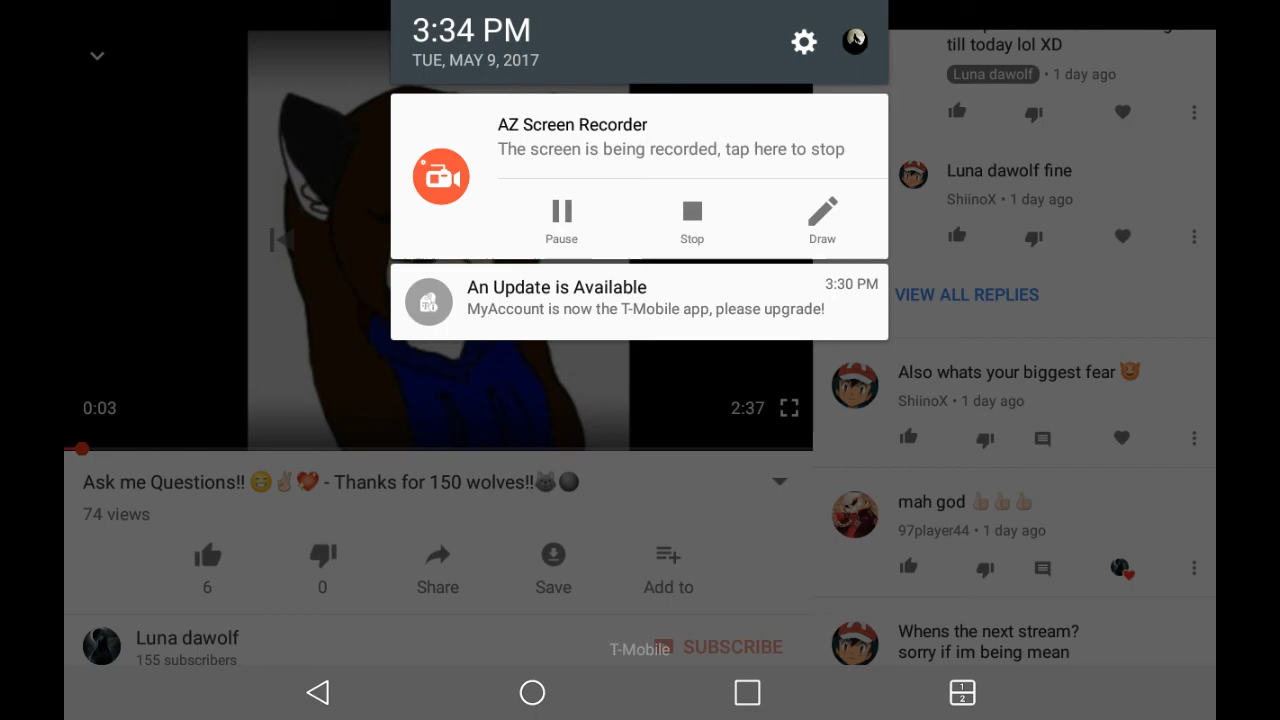 3:34 PM
TUE, MAY 9, 2017
AZ Screen Recorder
The screen is being recorded, tap here to stop
Pause
Stop
Draw
An Update is Available
3:30 PM
MyAccount is now the T-Mobile app, please upgrade!
0:03
2:37
Ask me Questions!! 😁✌🏻💖 - Thanks for 150 wolves!!🐺🌑
74 views
6
0
Share
Save
Add to
Luna dawolf
155 subscribers
T-Mobile
SUBSCRIBE
till today lol XD
Luna dawolf • 1 day ago
Luna dawolf fine
ShiinoX • 1 day ago
VIEW ALL REPLIES
Also whats your biggest fear 😈
ShiinoX • 1 day ago
mah god 👍🏻👍🏻👍🏻
97player44 • 1 day ago
Whens the next stream?
sorry if im being mean
1
2